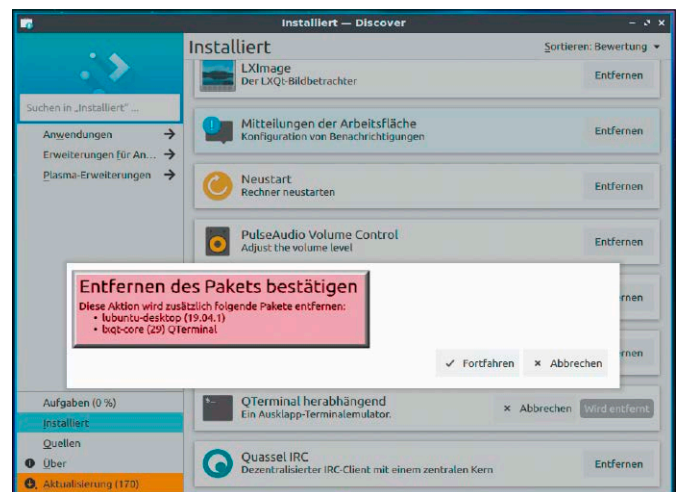 Installiert — Discover
Installiert
Sortieren: Bewertung
Suchen in „Installiert“ ...
Anwendungen
Erweiterungen für An...
Plasma-Erweiterungen
LXImage
Der LXQt-Bildbetrachter
Entfernen
Mitteilungen der Arbeitsfläche
Konfiguration von Benachrichtigungen
Entfernen
Neustart
Rechner neustarten
Entfernen
PulseAudio Volume Control
Adjust the volume level
Entfernen
Entfernen des Pakets bestätigen
Diese Aktion wird zusätzlich folgende Pakete entfernen:
• lubuntu-desktop (19.04.1)
• lxqt-core (29) QTerminal
Fortfahren
Abbrechen
rnen
rnen
QTerminal herabhängend
Ein Ausklapp-Terminalemulator.
Abbrechen
Wird entfernt
Quassel IRC
Dezentralisierter IRC-Client mit einem zentralen Kern
Entfernen
Aufgaben (0 %)
Installiert
Quellen
Über
Aktualisierung (170)